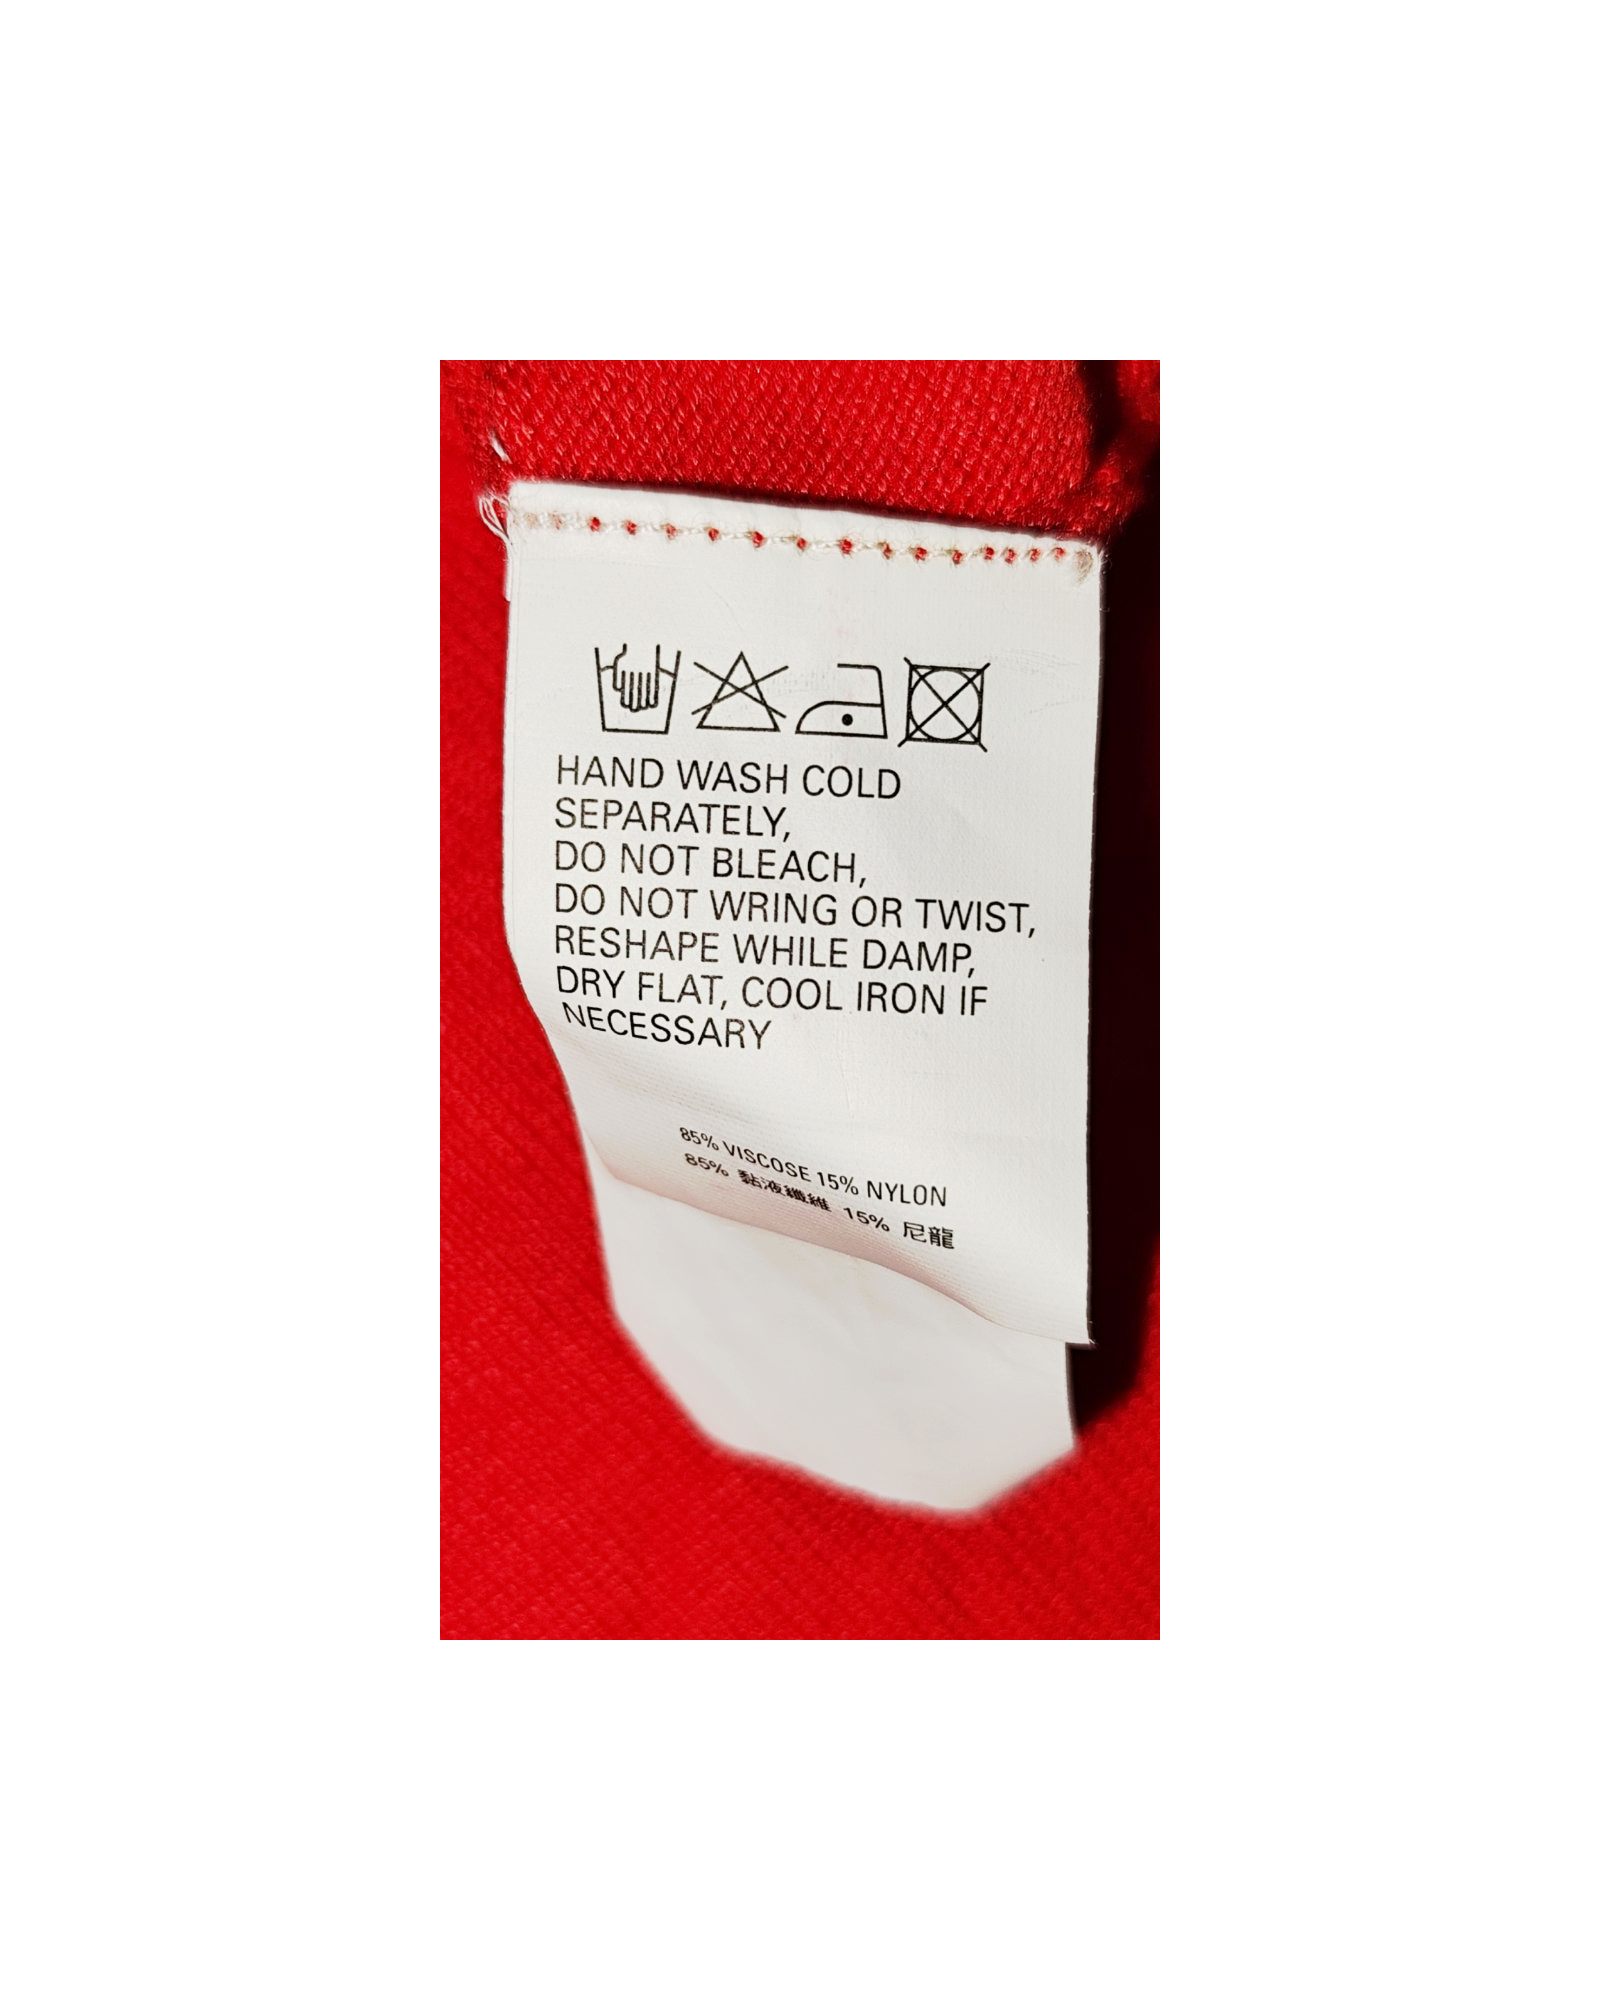 HAND WASH COLD
SEPARATELY,
DO NOT BLEACH,
DO NOT WRING OR TWIST,
RESHAPE WHILE DAMP,
DRY FLAT, COOL IRON IF
NECESSARY
85% VISCOSE 15% NYLON
85% 黏液纖維 15% 尼龍